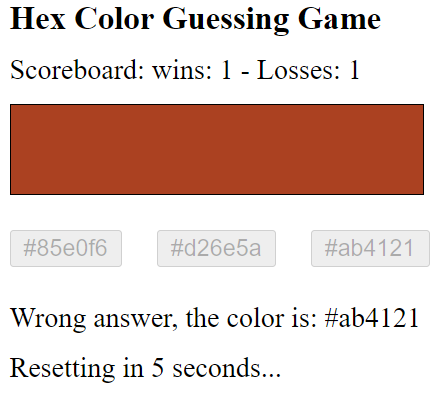 Hex Color Guessing Game
Scoreboard: wins: 1 - Losses: 1
#85e0f6 #d26e5a #ab4121
Wrong answer, the color is: #ab4121
Resetting in 5 seconds...